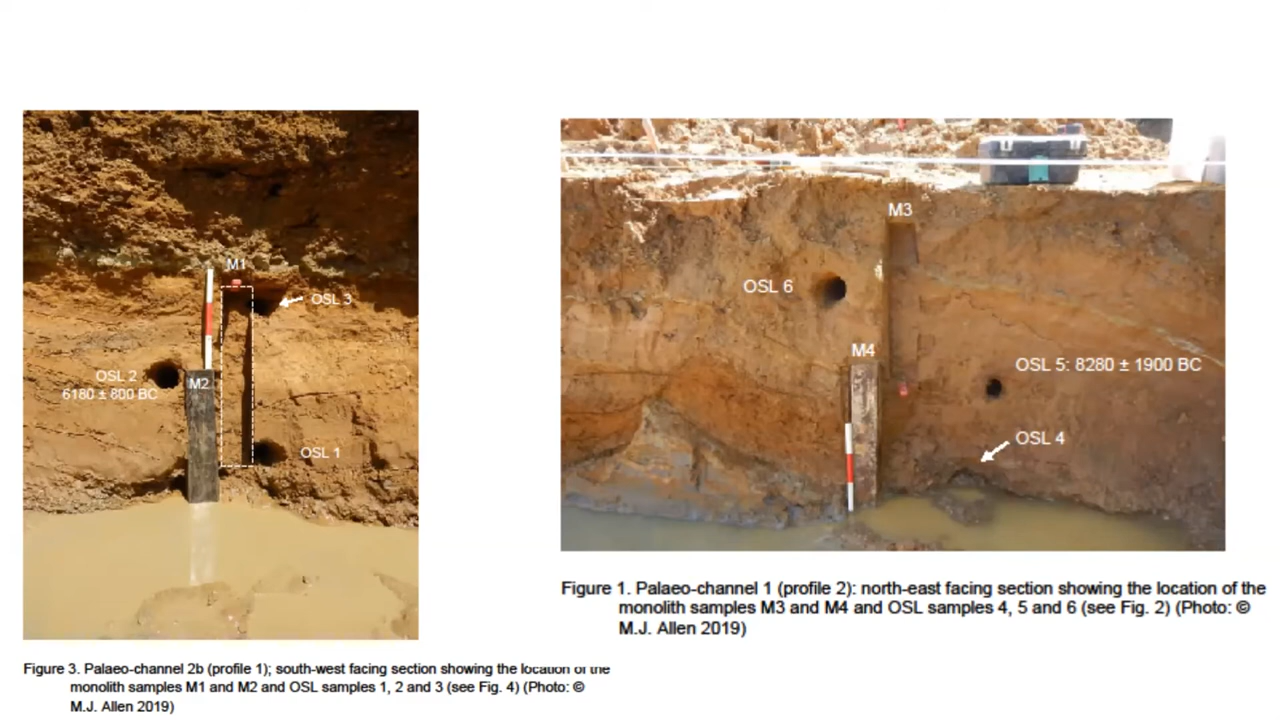 M1
OSL 3
OSL 2
6180 ± 800 BC
M2
OSL 1
Figure 3. Palaeo-channel 2b (profile 1); south-west facing section showing the location of the
monolith samples M1 and M2 and OSL samples 1, 2 and 3 (see Fig. 4) (Photo: ©
M.J. Allen 2019)
M3
OSL 6
M4
OSL 5: 8280 ± 1900 BC
OSL 4
Figure 1. Palaeo-channel 1 (profile 2): north-east facing section showing the location of the
monolith samples M3 and M4 and OSL samples 4, 5 and 6 (see Fig. 2) (Photo: ©
M.J. Allen 2019)